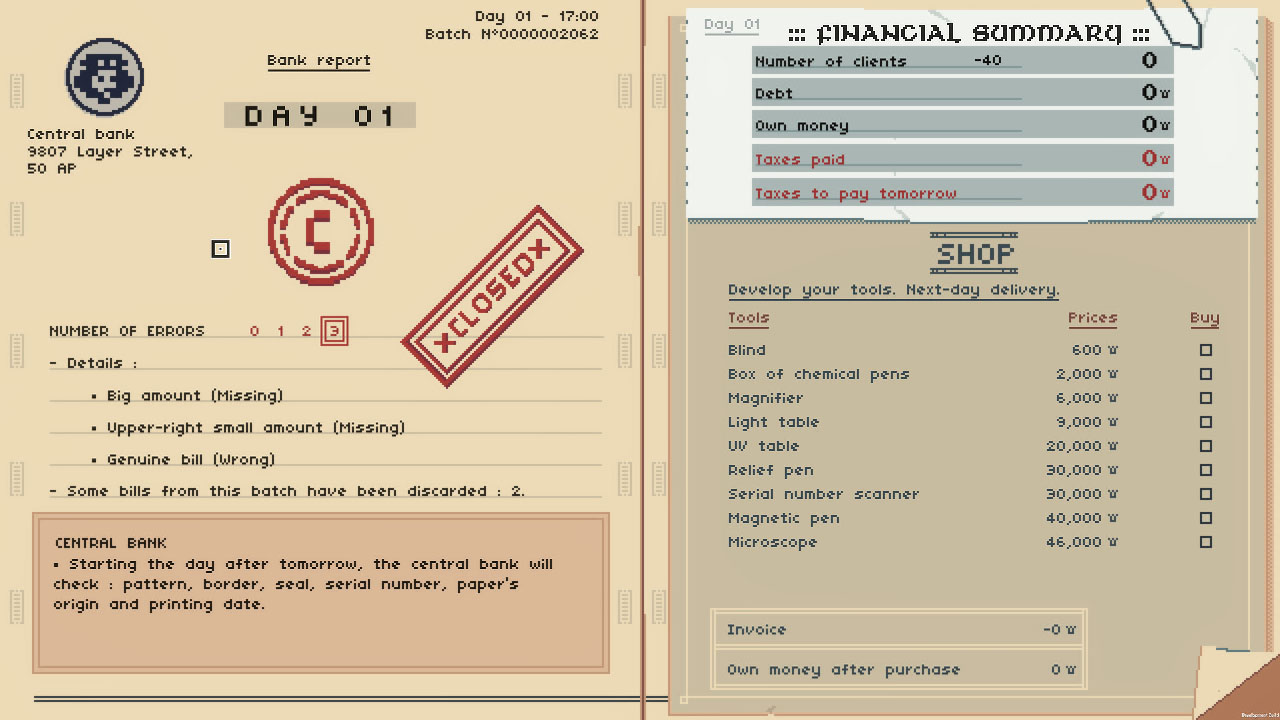 Day 01 - 17:00
Batch N°0000002062
Bank report
DAY 01
Central bank
9807 Layer Street,
50 AP
C
×CLOSED×
NUMBER OF ERRORS 0 1 2 3
- Details :
• Big amount (Missing)
• Upper-right small amount (Missing)
• Genuine bill (Wrong)
- Some bills from this batch have been discarded : 2.
CENTRAL BANK
• Starting the day after tomorrow, the central bank will
check : pattern, border, seal, serial number, paper's
origin and printing date.
Day 01
::: FINANCIAL SUMMARY :::
Number of clients -40 0
Debt 0₩
Own money 0₩
Taxes paid 0₩
Taxes to pay tomorrow 0₩
SHOP
Develop your tools. Next-day delivery.
Tools Prices Buy
Blind 600 ₩
Box of chemical pens 2,000 ₩
Magnifier 6,000 ₩
Light table 9,000 ₩
UV table 20,000 ₩
Relief pen 30,000 ₩
Serial number scanner 30,000 ₩
Magnetic pen 40,000 ₩
Microscope 46,000 ₩
Invoice -0 ₩
Own money after purchase 0 ₩
Development Build